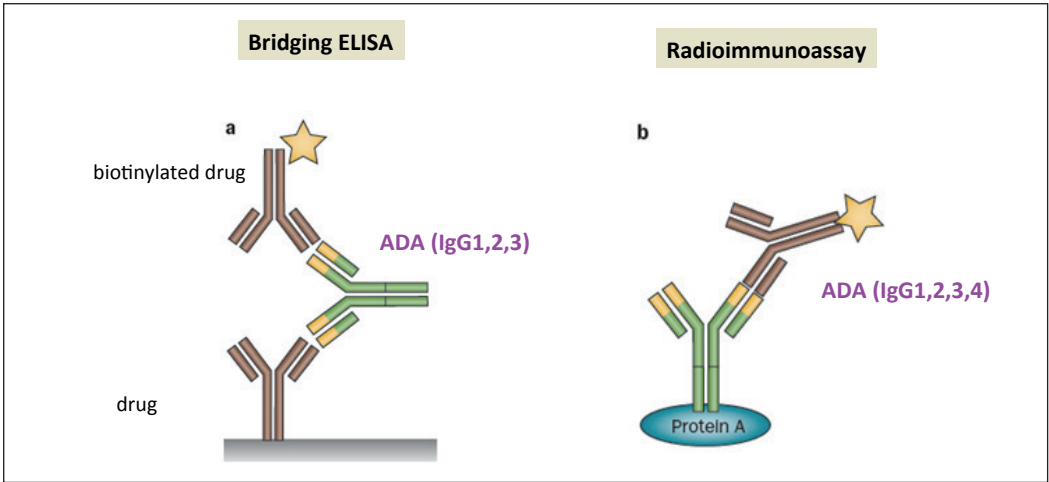 Bridging ELISA
Radioimmunoassay
a
biotinylated drug
ADA (IgG1,2,3)
drug
b
ADA (IgG1,2,3,4)
Protein A